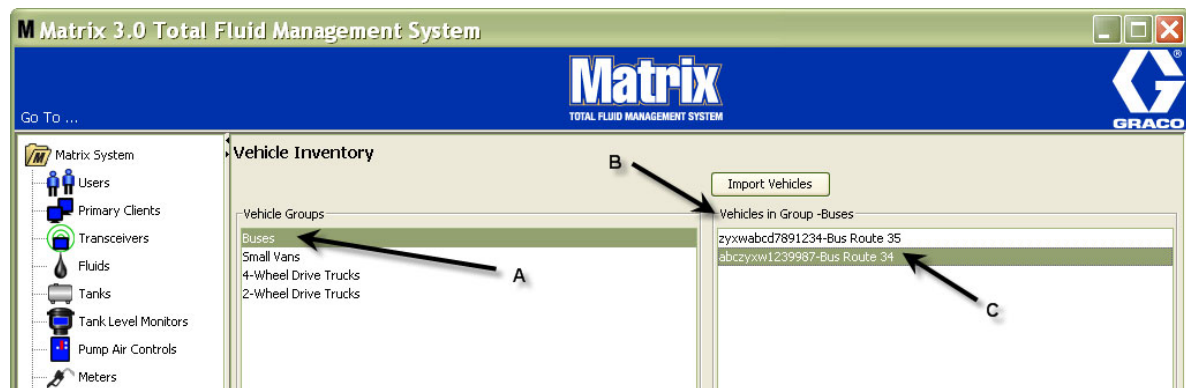 M Matrix 3.0 Total Fluid Management System
Matrix®
TOTAL FLUID MANAGEMENT SYSTEM
Go To ...
GRACO
Matrix System
Users
Primary Clients
Transceivers
Fluids
Tanks
Tank Level Monitors
Pump Air Controls
Meters
Vehicle Inventory
B
Import Vehicles
Vehicle Groups
Buses
Small Vans
4-Wheel Drive Trucks
2-Wheel Drive Trucks
A
Vehicles in Group -Buses
zyxwabcd7891234-Bus Route 35
abczyxw1239987-Bus Route 34
C